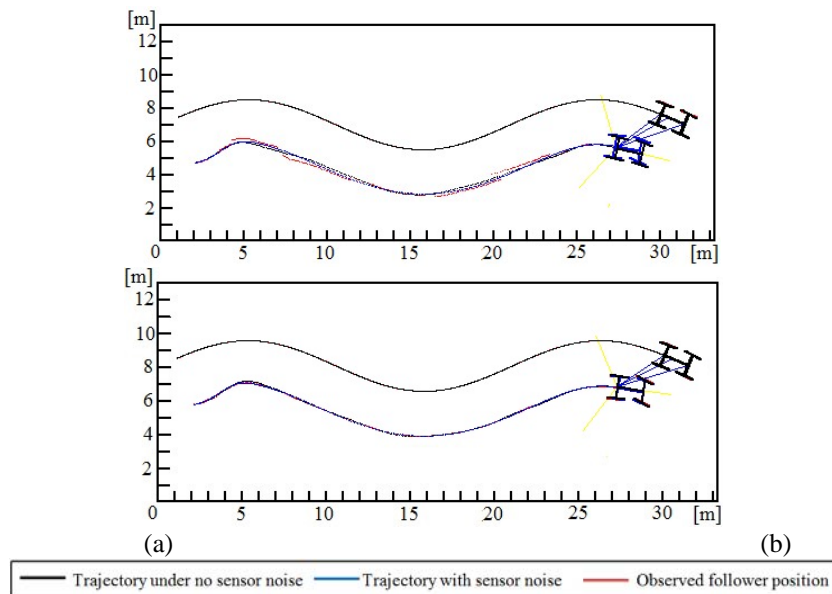 [m]
12
10
8
6
4
2
0 5 10 15 20 25 30 [m]
[m]
12
10
8
6
4
2
0 5 10 15 20 25 30 [m]
(a) (b)
Trajectory under no sensor noise Trajectory with sensor noise Observed follower position